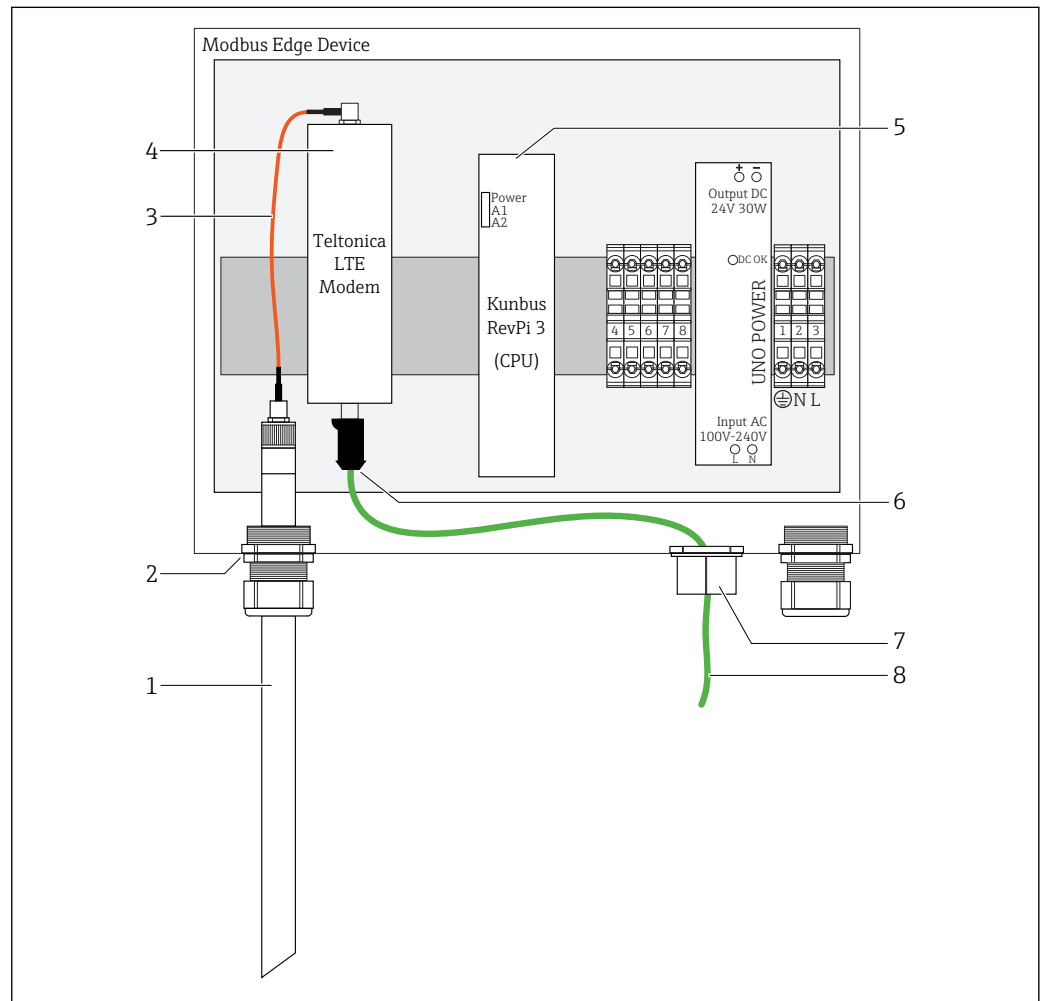 Modbus Edge Device
4
5
Power
A1
A2
+ −
Output DC
24V 30W
3
Teltonica
LTE
Modem
DC OK
Kunbus
RevPi 3
(CPU)
4 5 6 7 8
UNO POWER
1 2 3
N L
Input AC
100V-240V
L N
6
2
7
1
8